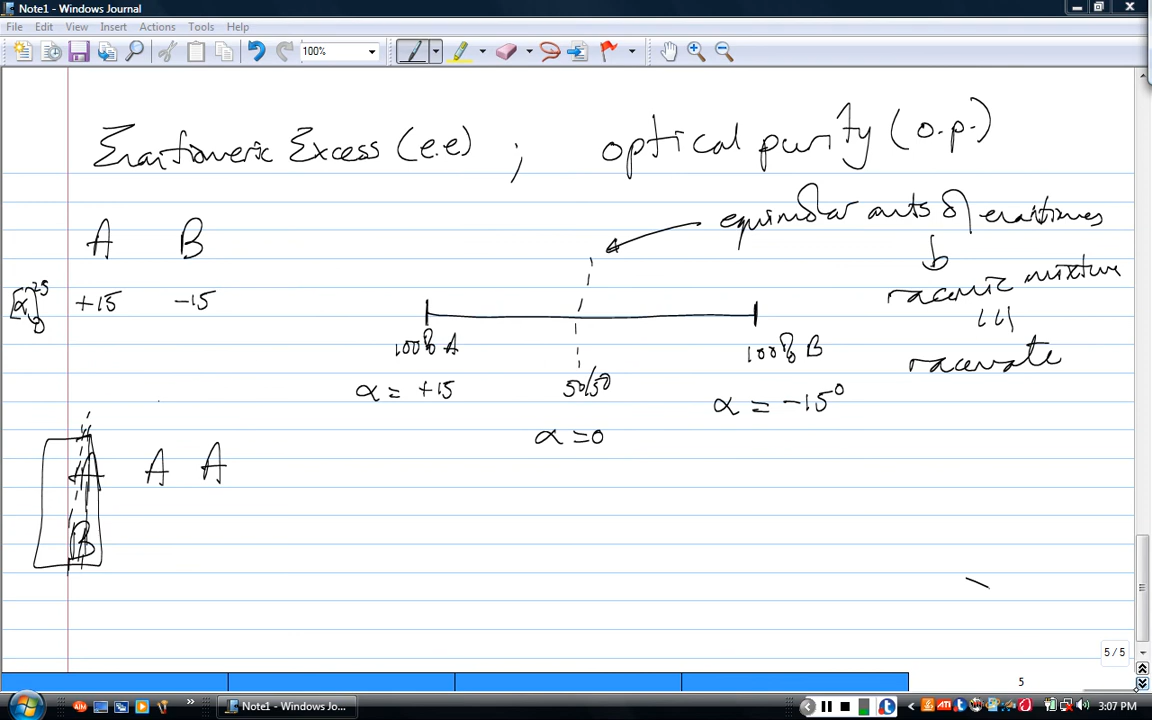 Note1 - Windows Journal
File Edit View Insert Actions Tools Help
100%
Enantiomeric Excess (e.e) ; optical purity (o.p.)
equimolar amts of enantiomers
racemic mixture
(r)
racemate
A B
[α]25D +15 -15
100% A 50/50 100% B
α = +15 α = 0 α = -15°
A A A
B
5 / 5
5
Note1 - Windows Jo...
3:07 PM